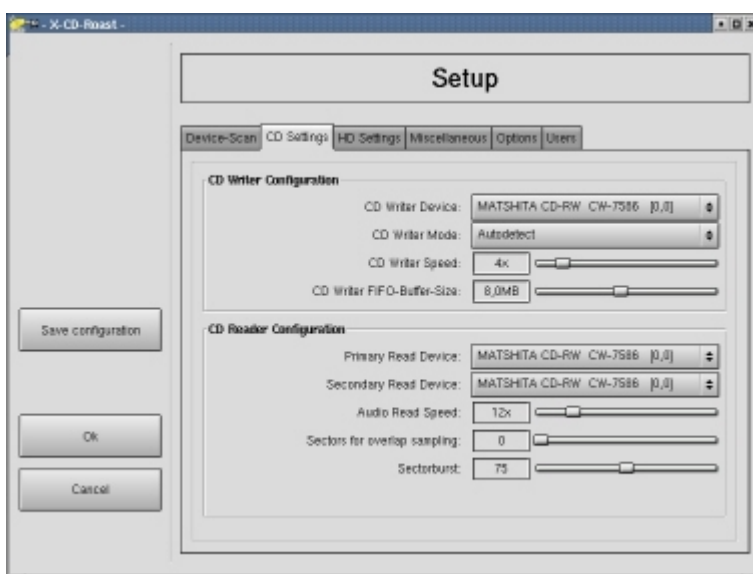 - X-CD-Roast -
Setup
Device-Scan CD Settings HD Settings Miscellaneous Options Users
CD Writer Configuration
CD Writer Device: MATSHITA CD-RW CW-7586 [0,0]
CD Writer Mode: Autodetect
CD Writer Speed: 4x
CD Writer FIFO-Buffer-Size: 8,0MB
CD Reader Configuration
Primary Read Device: MATSHITA CD-RW CW-7586 [0,0]
Secondary Read Device: MATSHITA CD-RW CW-7586 [0,0]
Audio Read Speed: 12x
Sectors for overlap sampling: 0
Sectorburst: 75
Save configuration
Ok
Cancel